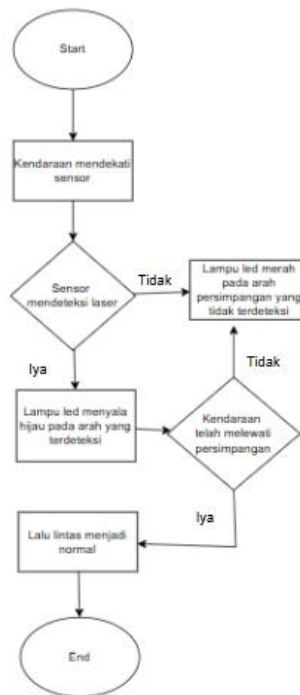 Start
Kendaraan mendekati
sensor
Sensor
mendeteksi laser
Tidak
Lampu led merah
pada arah
persimpangan yang
tidak terdeteksi
Iya
Tidak
Lampu led menyala
hijau pada arah yang
terdeteksi
Kendaraan
telah melewati
persimpangan
Iya
Lalu lintas menjadi
normal
End